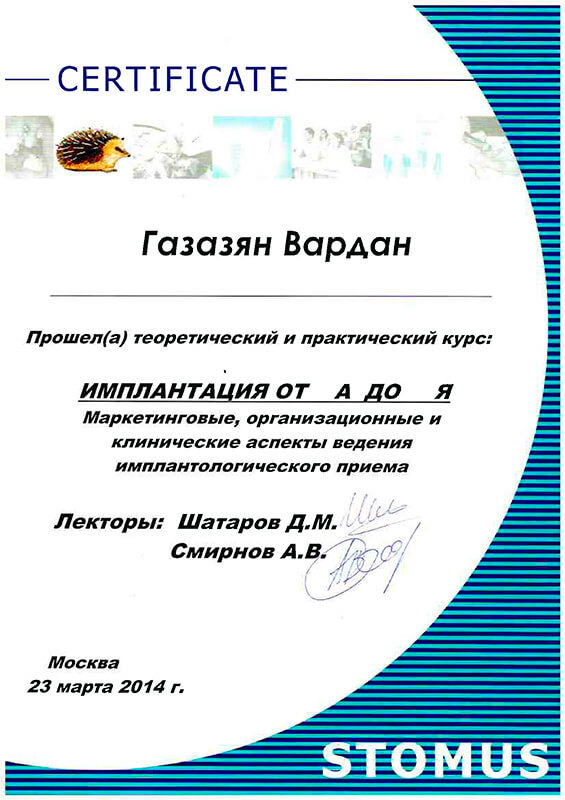 CERTIFICATE
Газазян Вардан
Прошел(а) теоретический и практический курс:
ИМПЛАНТАЦИЯ ОТ А ДО Я
Маркетинговые, организационные и
клинические аспекты ведения
имплантологического приема
Лекторы: Шатаров Д.М.
Смирнов А.В.
Москва
23 марта 2014 г.
STOMUS